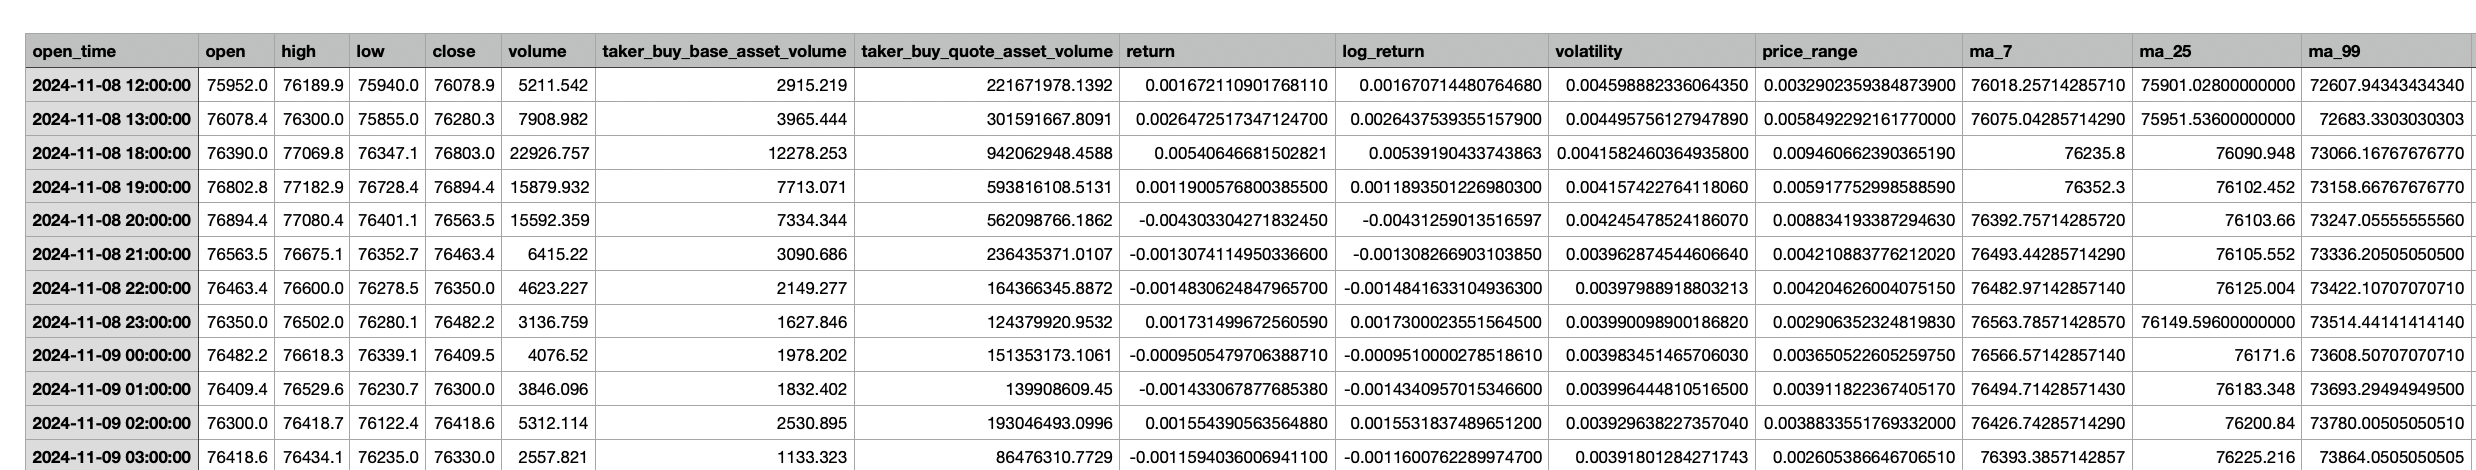 open_time open high low close volume taker_buy_base_asset_volume taker_buy_quote_asset_volume return log_return volatility price_range ma_7 ma_25 ma_99
2024-11-08 12:00:00 75952.0 76189.9 75940.0 76078.9 5211.542 2915.219 221671978.1392 0.001672110901768110 0.001670714480764680 0.004598882336064350 0.0032902359384873900 76018.25714285710 75901.02800000000 72607.94343434340
2024-11-08 13:00:00 76078.4 76300.0 75855.0 76280.3 7908.982 3965.444 301591667.8091 0.0026472517347124700 0.0026437539355157900 0.004495756127947890 0.0058492292161770000 76075.04285714290 75951.53600000000 72683.3303030303
2024-11-08 18:00:00 76390.0 77069.8 76347.1 76803.0 22926.757 12278.253 942062948.4588 0.00540646681502821 0.00539190433743863 0.0041582460364935800 0.009460662390365190 76235.8 76090.948 73066.16767676770
2024-11-08 19:00:00 76802.8 77182.9 76728.4 76894.4 15879.932 7713.071 593816108.5131 0.0011900576800385500 0.0011893501226980300 0.004157422764118060 0.005917752998588590 76352.3 76102.452 73158.66767676770
2024-11-08 20:00:00 76894.4 77080.4 76401.1 76563.5 15592.359 7334.344 562098766.1862 -0.004303304271832450 -0.00431259013516597 0.004245478524186070 0.008834193387294630 76392.75714285720 76103.66 73247.05555555560
2024-11-08 21:00:00 76563.5 76675.1 76352.7 76463.4 6415.22 3090.686 236435371.0107 -0.0013074114950336600 -0.001308266903103850 0.003962874544606640 0.004210883776212020 76493.44285714290 76105.552 73336.20505050500
2024-11-08 22:00:00 76463.4 76600.0 76278.5 76350.0 4623.227 2149.277 164366345.8872 -0.0014830624847965700 -0.0014841633104936300 0.00397988918803213 0.004204626004075150 76482.97142857140 76125.004 73422.10707070710
2024-11-08 23:00:00 76350.0 76502.0 76280.1 76482.2 3136.759 1627.846 124379920.9532 0.001731499672560590 0.0017300023551564500 0.003990098900186820 0.002906352324819830 76563.78571428570 76149.59600000000 73514.44141414140
2024-11-09 00:00:00 76482.2 76618.3 76339.1 76409.5 4076.52 1978.202 151353173.1061 -0.0009505479706388710 -0.0009510000278518610 0.003983451465706030 0.003650522605259750 76566.57142857140 76171.6 73608.50707070710
2024-11-09 01:00:00 76409.4 76529.6 76230.7 76300.0 3846.096 1832.402 139908609.45 -0.001433067877685380 -0.0014340957015346600 0.003996444810516500 0.0039118223674051​70 76494.71428571430 76183.348 73693.29494949500
2024-11-09 02:00:00 76300.0 76418.7 76122.4 76418.6 5312.114 2530.895 193046493.0996 0.001554390563564880 0.0015531837489651200 0.003929638227357040 0.0038833551769332000 76426.74285714290 76200.84 73780.00505050510
2024-11-09 03:00:00 76418.6 76434.1 76235.0 76330.0 2557.821 1133.323 86476310.7729 -0.0011594036006941100 -0.0011600762289974700 0.00391801284271743 0.002605386646706510 76393.3857142857 76225.216 73864.0505050505